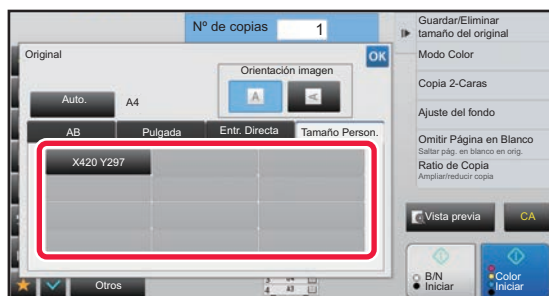 Nº de copias
1
Guardar/Eliminar
tamaño del original
Original
OK
Modo Color
Orientación imagen
A
A
Copia 2-Caras
Auto.
A4
Ajuste del fondo
AB
Pulgada
Entr. Directa
Tamaño Person.
Omitir Página en Blanco
Saltar pág. en blanco en orig.
X420 Y297
Ratio de Copia
Ampliar/reducir copia
Vista previa
CA
B/N
Iniciar
Color
Iniciar
Otros
4
A3